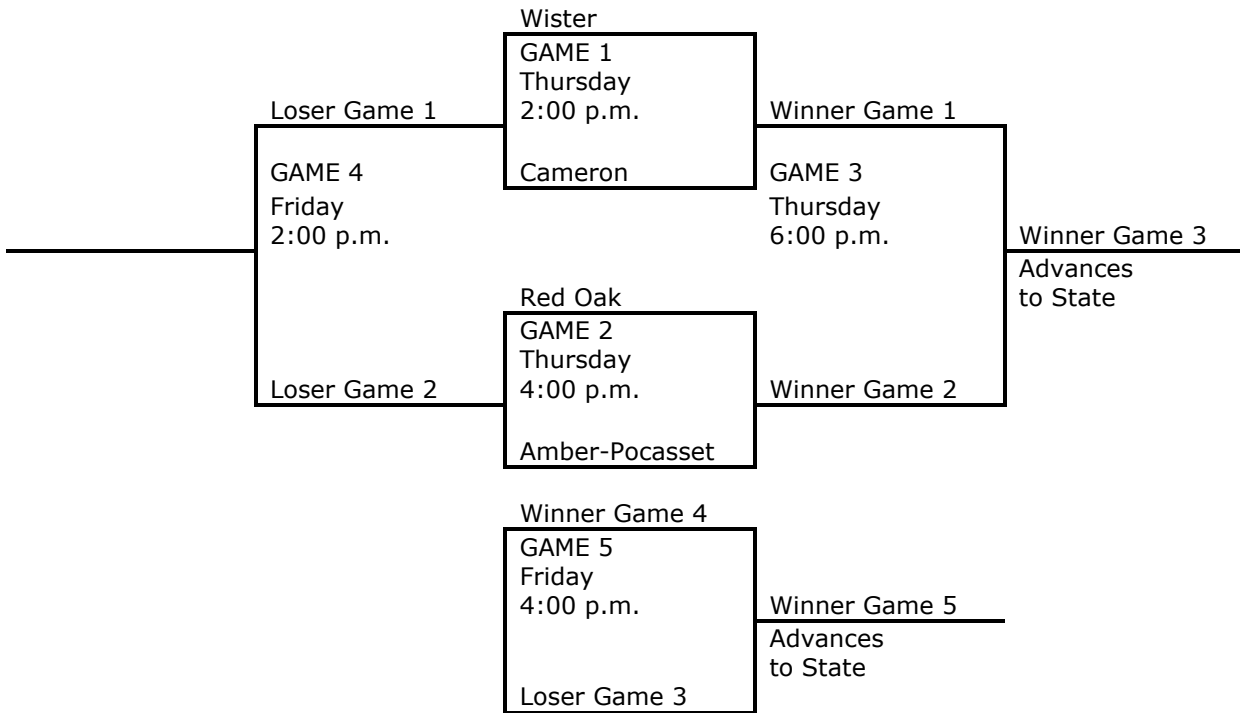 Wister
GAME 1
Thursday
Loser Game 1
2:00 p.m.
Winner Game 1
GAME 4
Cameron
GAME 3
Friday
Thursday
2:00 p.m.
6:00 p.m.
Winner Game 3
Advances
to State
Red Oak
GAME 2
Thursday
Loser Game 2
4:00 p.m.
Winner Game 2
Amber-Pocasset
Winner Game 4
GAME 5
Friday
4:00 p.m.
Winner Game 5
Advances
to State
Loser Game 3